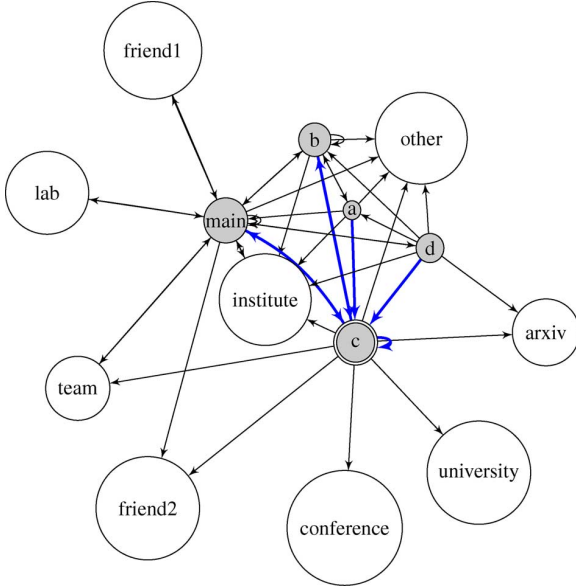 friend1
b
other
lab
main
a
d
institute
c
arxiv
team
university
friend2
conference